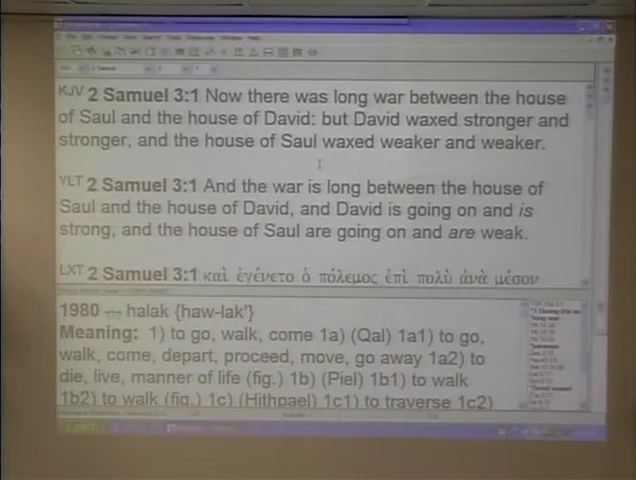 2 Samuel
KJV 2 Samuel 3:1 Now there was long war between the house
of Saul and the house of David: but David waxed stronger and
stronger, and the house of Saul waxed weaker and weaker.
YLT 2 Samuel 3:1 And the war is long between the house of
Saul and the house of David, and David is going on and is
strong, and the house of Saul are going on and are weak.
LXT 2 Samuel 3:1 καὶ ἐγένετο ὁ πόλεμος ἐπὶ πολὺ ἀνὰ μέσον
1980 halak {haw-lak'}
Meaning: 1) to go, walk, come 1a) (Qal) 1a1) to go,
walk, come, depart, proceed, move, go away 1a2) to
die, live, manner of life (fig.) 1b) (Piel) 1b1) to walk
1b2) to walk (fig.) 1c) (Hithpael) 1c1) to traverse 1c2)